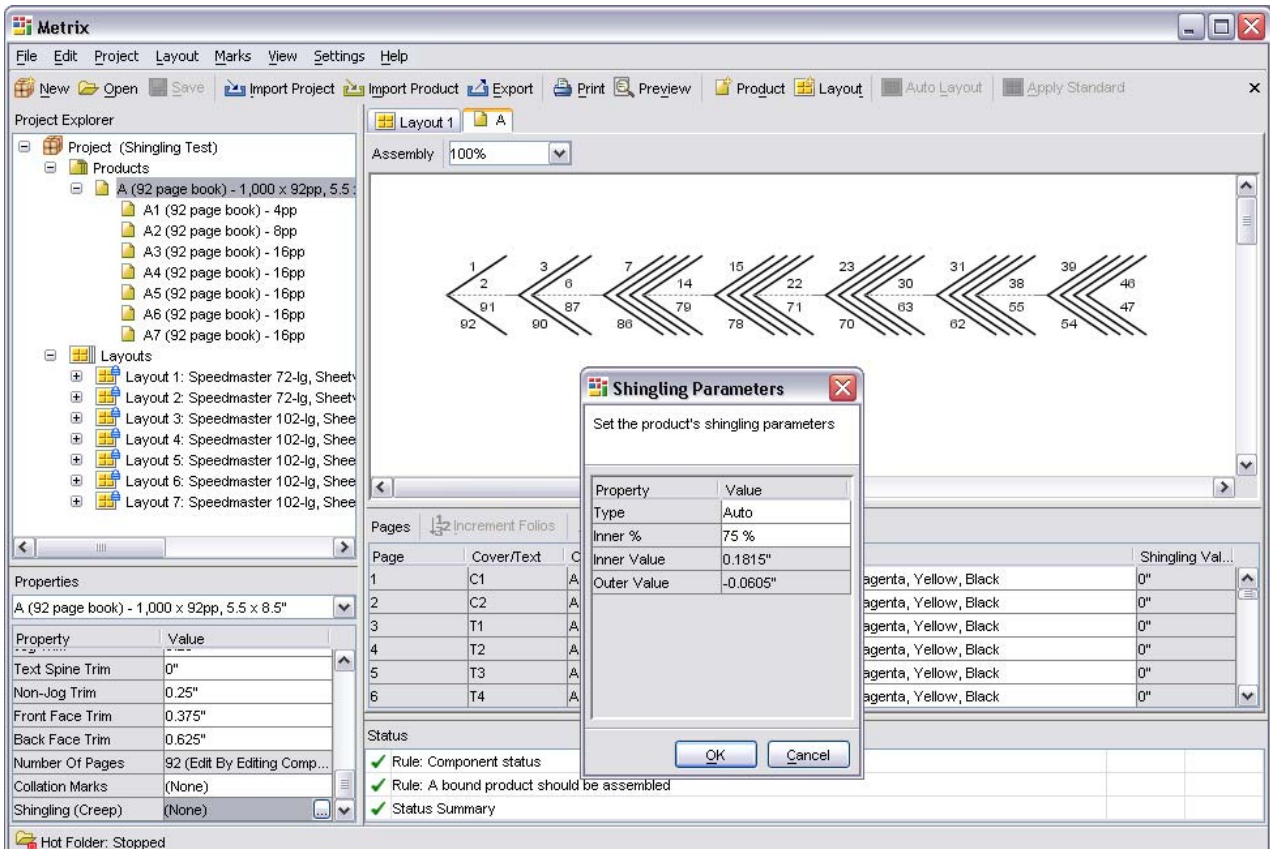 Metrix
File Edit Project Layout Marks View Settings Help
New Open Save Import Project Import Product Export Print Preview Product Layout Auto Layout Apply Standard
Project Explorer
Project (Shingling Test)
Products
A (92 page book) - 1,000 x 92pp, 5.5
A1 (92 page book) - 4pp
A2 (92 page book) - 8pp
A3 (92 page book) - 16pp
A4 (92 page book) - 16pp
A5 (92 page book) - 16pp
A6 (92 page book) - 16pp
A7 (92 page book) - 16pp
Layouts
Layout 1: Speedmaster 72-lg,
Layout 2: Speedmaster 72-lg,
Layout 3: Speedmaster 102-lg, Shee
Layout 4: Speedmaster 102-lg, Shee
Layout 5: Speedmaster 102-lg, Shee
Layout 6: Speedmaster 102-lg, Shee
Layout 7: Speedmaster 102-lg, Shee
Properties
A (92 page book) - 1,000 x 92pp, 5.5 x 8.5"
Property Value
Text Spine Trim 0"
Non-Jog Trim 0.25"
Front Face Trim 0.375"
Back Face Trim 0.625"
Number Of Pages 92 (Edit By Editing Comp...
Collation Marks (None)
Shingling (Creep) (None) ...
Hot Folder: Stopped
Layout 1 A
Assembly 100%
1 3 7 15 23 31 39
2 6 14 22 30 38 46
91 87 79 71 63 55 47
92 90 86 78 70 62 54
Pages Increment Folios
Page Cover/Text C Shingling Val...
1 C1 A agenta, Yellow, Black 0"
2 C2 A agenta, Yellow, Black 0"
3 T1 A agenta, Yellow, Black 0"
4 T2 A agenta, Yellow, Black 0"
5 T3 A agenta, Yellow, Black 0"
6 T4 A agenta, Yellow, Black 0"
Status
Rule: Component status
Rule: A bound product should be assembled
Status Summary
Shingling Parameters
Set the product's shingling parameters
Property Value
Type Auto
Inner % 75 %
Inner Value 0.1815"
Outer Value -0.0605"
OK Cancel